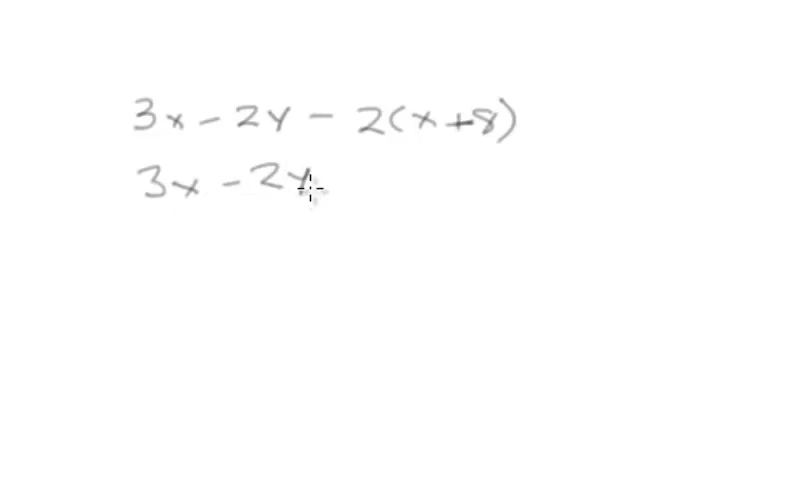 3x - 2y - 2(x+8)
3x - 2y